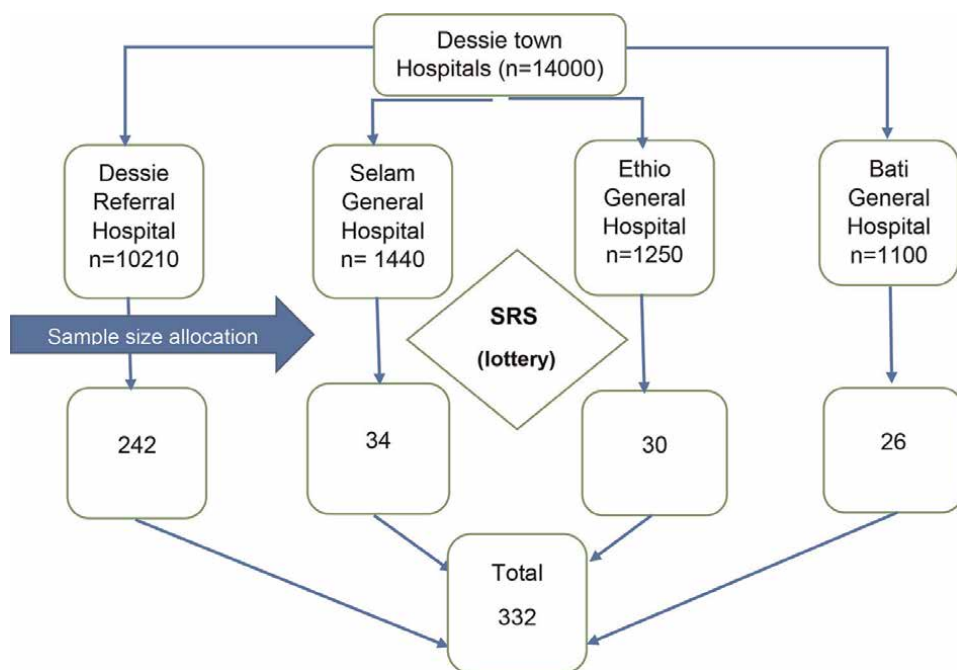 Dessie town
Hospitals (n=14000)
Dessie
Referral
Hospital
n=10210
Selam
General
Hospital
n= 1440
Ethio
General
Hospital
n=1250
Bati
General
Hospital
n=1100
Sample size allocation
SRS
(lottery)
242
34
30
26
Total
332